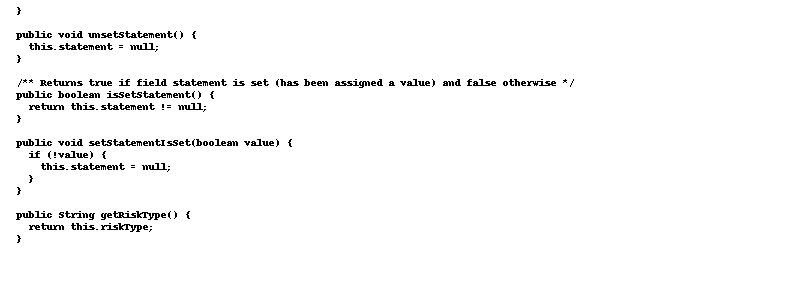 }

public void unsetStatement() {
  this.statement = null;
}

/** Returns true if field statement is set (has been assigned a value) and false otherwise */
public boolean isSetStatement() {
  return this.statement != null;
}

public void setStatementIsSet(boolean value) {
  if (!value) {
    this.statement = null;
  }
}

public String getRiskType() {
  return this.riskType;
}